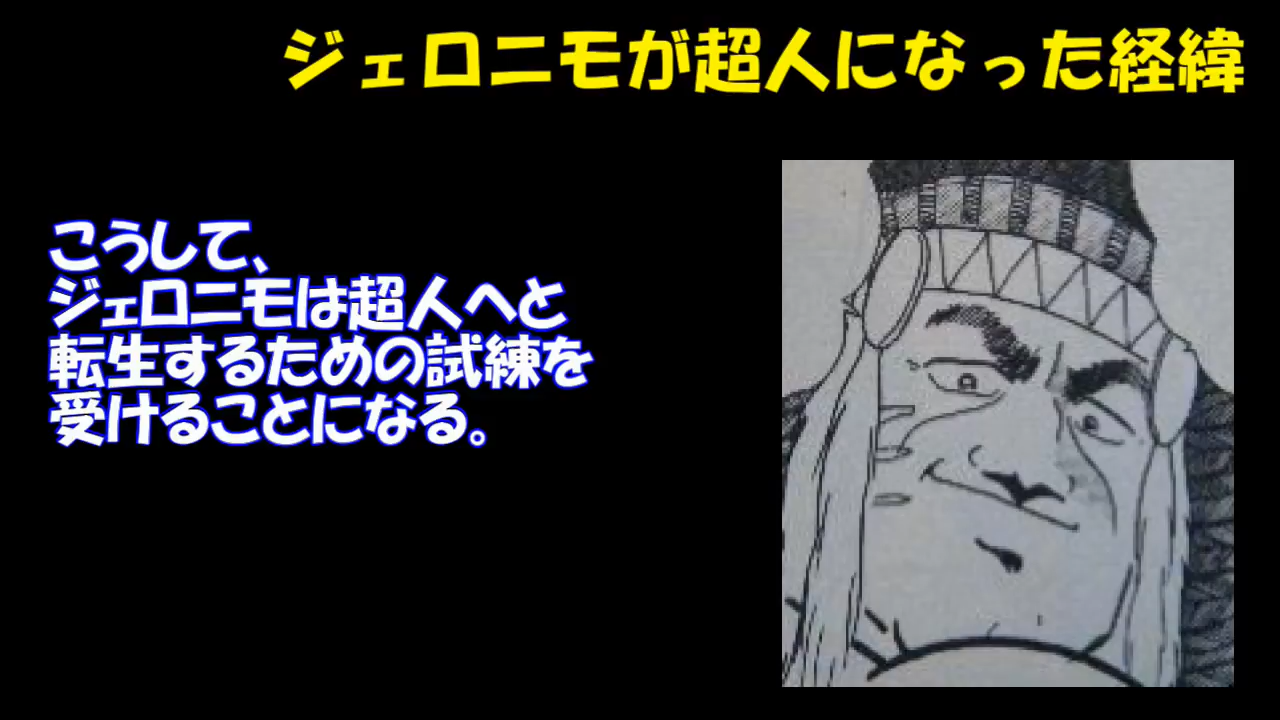 ジェロニモが超人になった経緯
こうして、
ジェロニモは超人へと
転生するための試練を
受けることになる。